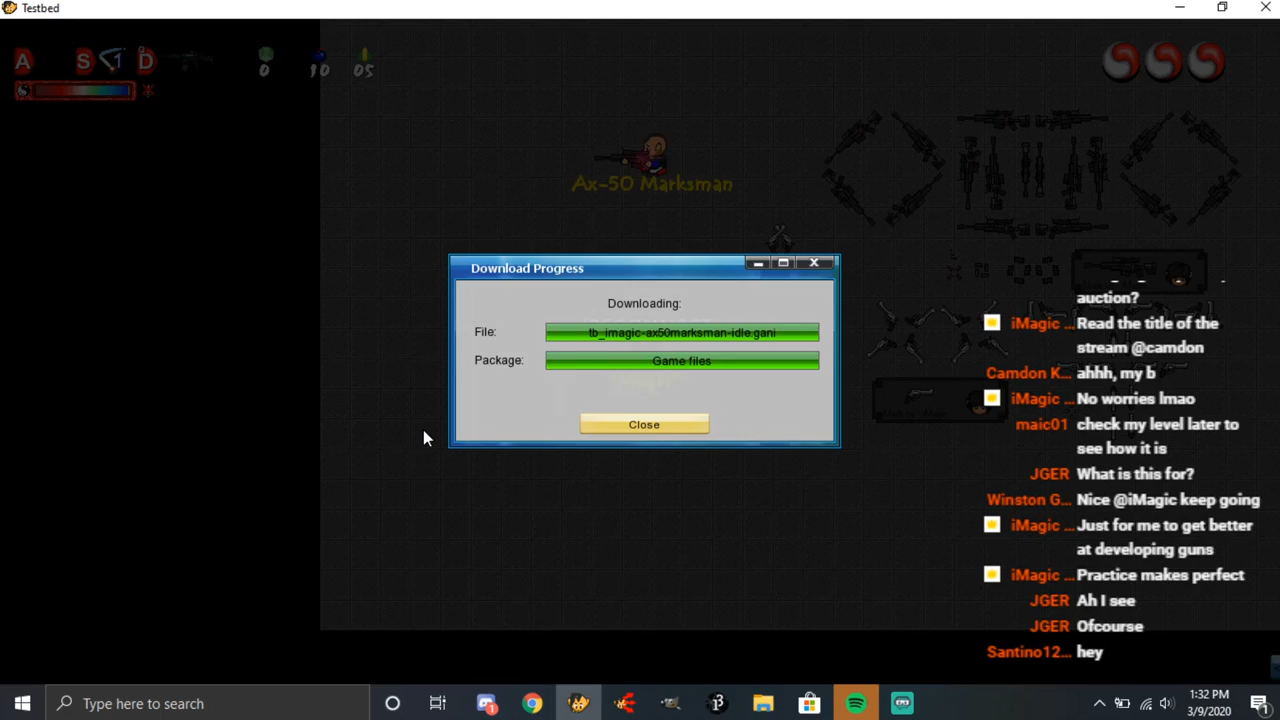 Testbed
A S 1 D
0 10 05
Ax-50 Marksman
Download Progress
Downloading:
File: tb_imagic-ax50marksman-idle.gani
Package: Game files
Close
auction?
iMagic ... Read the title of the
stream @camdon
Camdon K... ahhh, my b
iMagic ... No worries lmao
maic01 check my level later to
see how it is
JGER What is this for?
Winston G... Nice @iMagic keep going
iMagic ... Just for me to get better
at developing guns
iMagic ... Practice makes perfect
JGER Ah I see
JGER Ofcourse
Santino12... hey
Type here to search
1:32 PM
3/9/2020